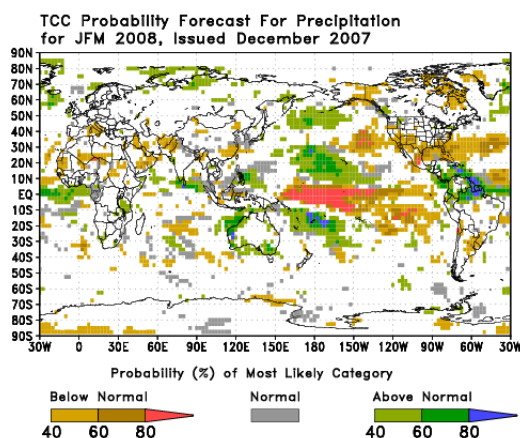 TCC Probability Forecast For Precipitation
for JFM 2008, Issued December 2007
90N
80N
70N
60N
50N
40N
30N
20N
10N
EQ
10S
20S
30S
40S
50S
60S
70S
80S
90S
30W 0 30E 60E 90E 120E 150E 180 150W 120W 90W 60W 30W
Probability (%) of Most Likely Category
Below Normal Normal Above Normal
40 60 80 40 60 80